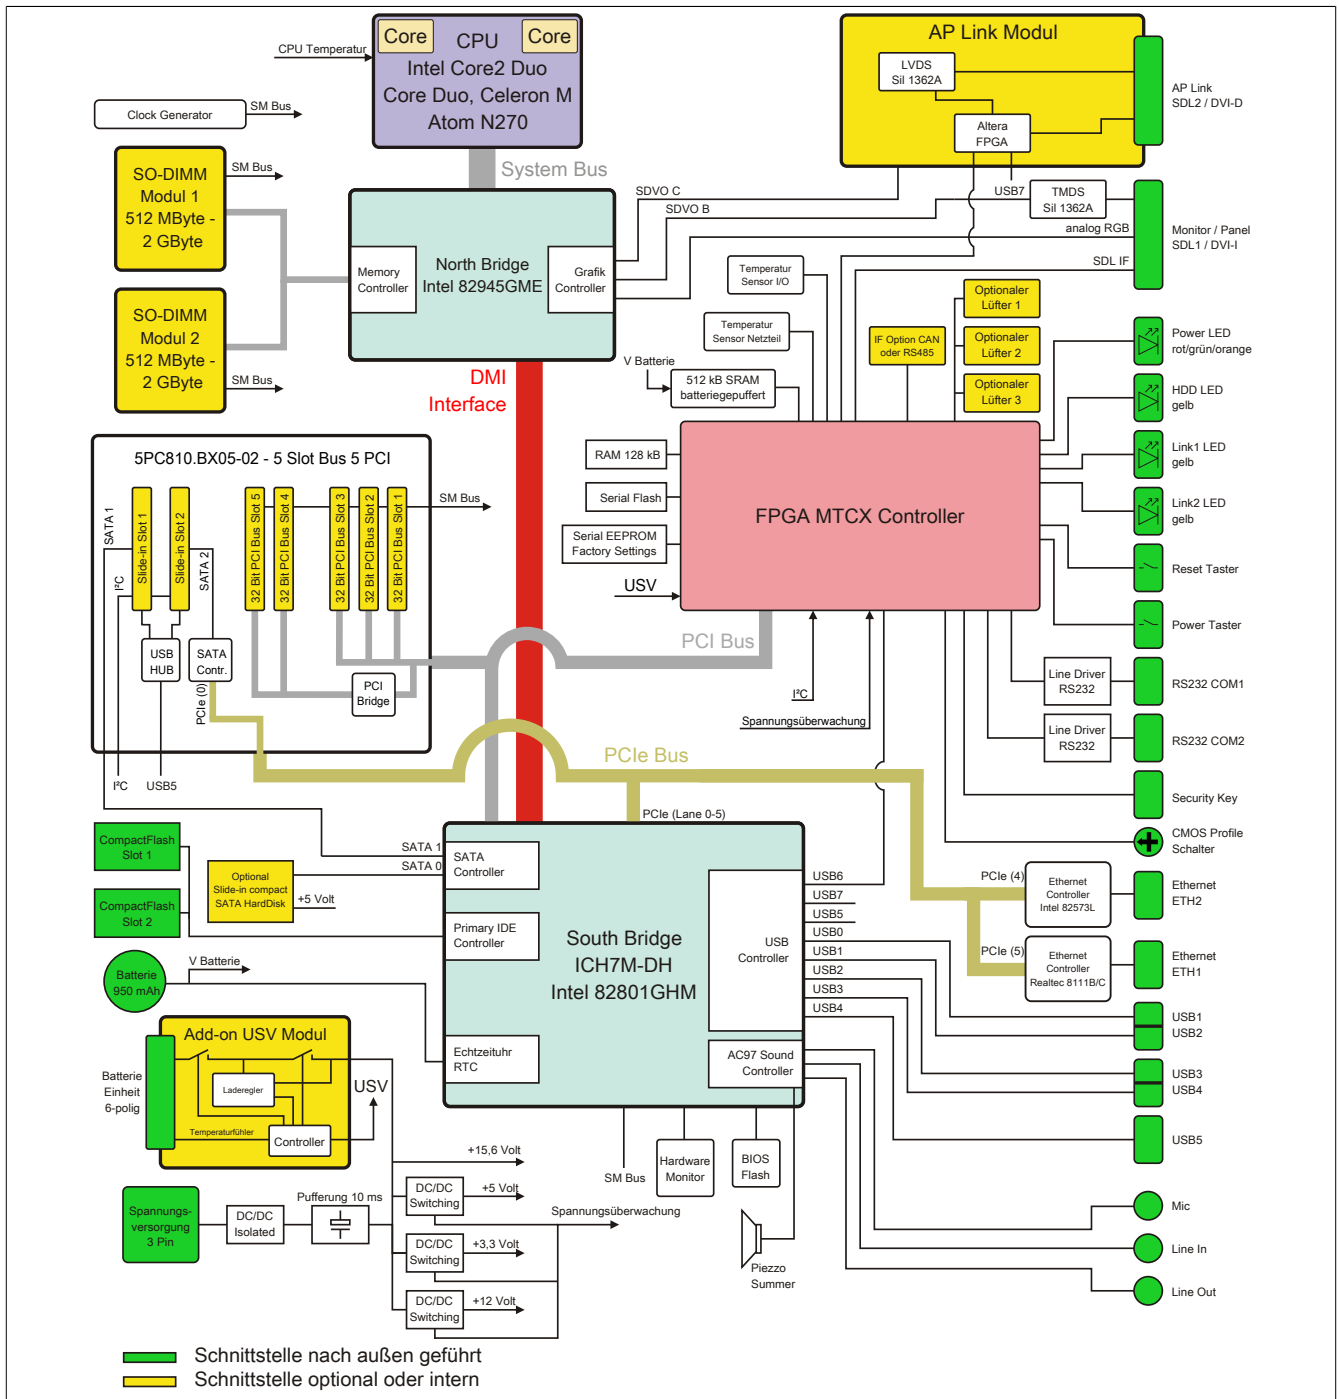 Core
CPU
Core
Intel Core2 Duo
Core Duo, Celeron M
Atom N270
CPU Temperatur
Clock Generator
SM Bus
SO-DIMM
Modul 1
512 MByte -
2 GByte
SM Bus
SO-DIMM
Modul 2
512 MByte -
2 GByte
SM Bus
System Bus
Memory
Controller
North Bridge
Intel 82945GME
Grafik
Controller
DMI
Interface
AP Link Modul
LVDS
Sil 1362A
Altera
FPGA
AP Link
SDL2 / DVI-D
SDVO C
SDVO B
USB7
TMDS
Sil 1362A
analog RGB
SDL IF
Monitor / Panel
SDL1 / DVI-I
Temperatur
Sensor I/O
Temperatur
Sensor Netzteil
V Batterie
512 kB SRAM
batteriegepuffert
IF Option CAN
oder RS485
Optionaler
Lüfter 1
Optionaler
Lüfter 2
Optionaler
Lüfter 3
Power LED
rot/grün/orange
HDD LED
gelb
Link1 LED
gelb
Link2 LED
gelb
Reset Taster
Power Taster
RAM 128 kB
Serial Flash
Serial EEPROM
Factory Settings
USV
FPGA MTCX Controller
5PC810.BX05-02 - 5 Slot Bus 5 PCI
SATA 1
I²C
Slide-in Slot 1
Slide-in Slot 2
SATA 2
32 Bit PCI Bus Slot 5
32 Bit PCI Bus Slot 4
32 Bit PCI Bus Slot 3
32 Bit PCI Bus Slot 2
32 Bit PCI Bus Slot 1
SM Bus
USB
HUB
SATA
Contr.
PCI
Bridge
PCIe (0)
I²C
USB5
PCI Bus
I²C
Spannungsüberwachung
Line Driver
RS232
RS232 COM1
Line Driver
RS232
RS232 COM2
Security Key
CMOS Profile
Schalter
PCIe Bus
PCIe (Lane 0-5)
CompactFlash
Slot 1
CompactFlash
Slot 2
Optional
Slide-in compact
SATA HardDisk
+5 Volt
SATA 1
SATA 0
SATA
Controller
Primary IDE
Controller
Echtzeituhr
RTC
South Bridge
ICH7M-DH
Intel 82801GHM
USB
Controller
AC97 Sound
Controller
USB6
USB7
USB5
USB0
USB1
USB2
USB3
USB4
PCIe (4)
Ethernet
Controller
Intel 82573L
Ethernet
ETH2
PCIe (5)
Ethernet
Controller
Realtec 8111B/C
Ethernet
ETH1
USB1
USB2
USB3
USB4
USB5
Mic
Line In
Line Out
Batterie
950 mAh
V Batterie
Add-on USV Modul
Batterie
Einheit
6-polig
Laderegler
Temperaturfühler
Controller
USV
SM Bus
Hardware
Monitor
BIOS
Flash
Piezzo
Summer
+15,6 Volt
DC/DC
Switching
+5 Volt
Spannungsüberwachung
DC/DC
Switching
+3,3 Volt
DC/DC
Switching
+12 Volt
Spannungs-
versorgung
3 Pin
DC/DC
Isolated
Pufferung 10 ms
Schnittstelle nach außen geführt
Schnittstelle optional oder intern